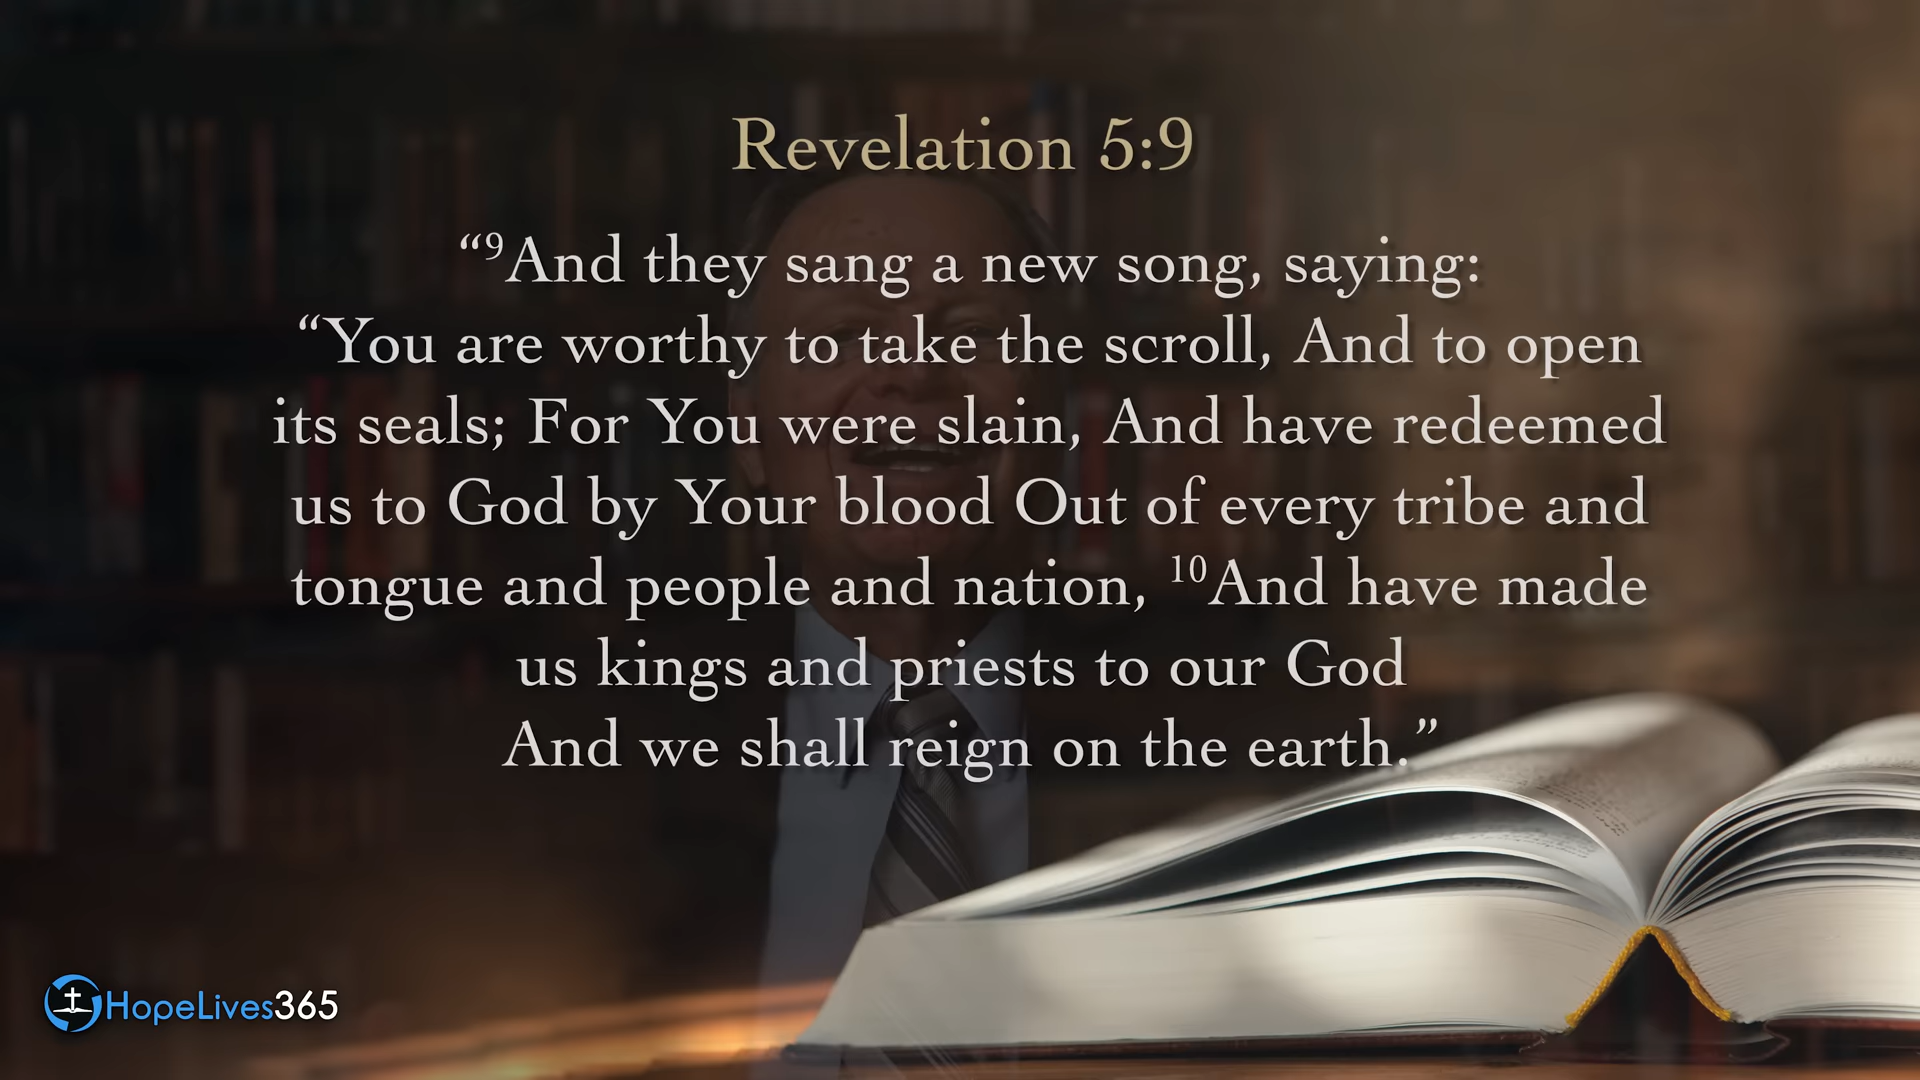 Revelation 5:9
“⁹And they sang a new song, saying:
“You are worthy to take the scroll, And to open
its seals; For You were slain, And have redeemed
us to God by Your blood Out of every tribe and
tongue and people and nation, ¹⁰And have made
us kings and priests to our God
And we shall reign on the earth.”
HopeLives365